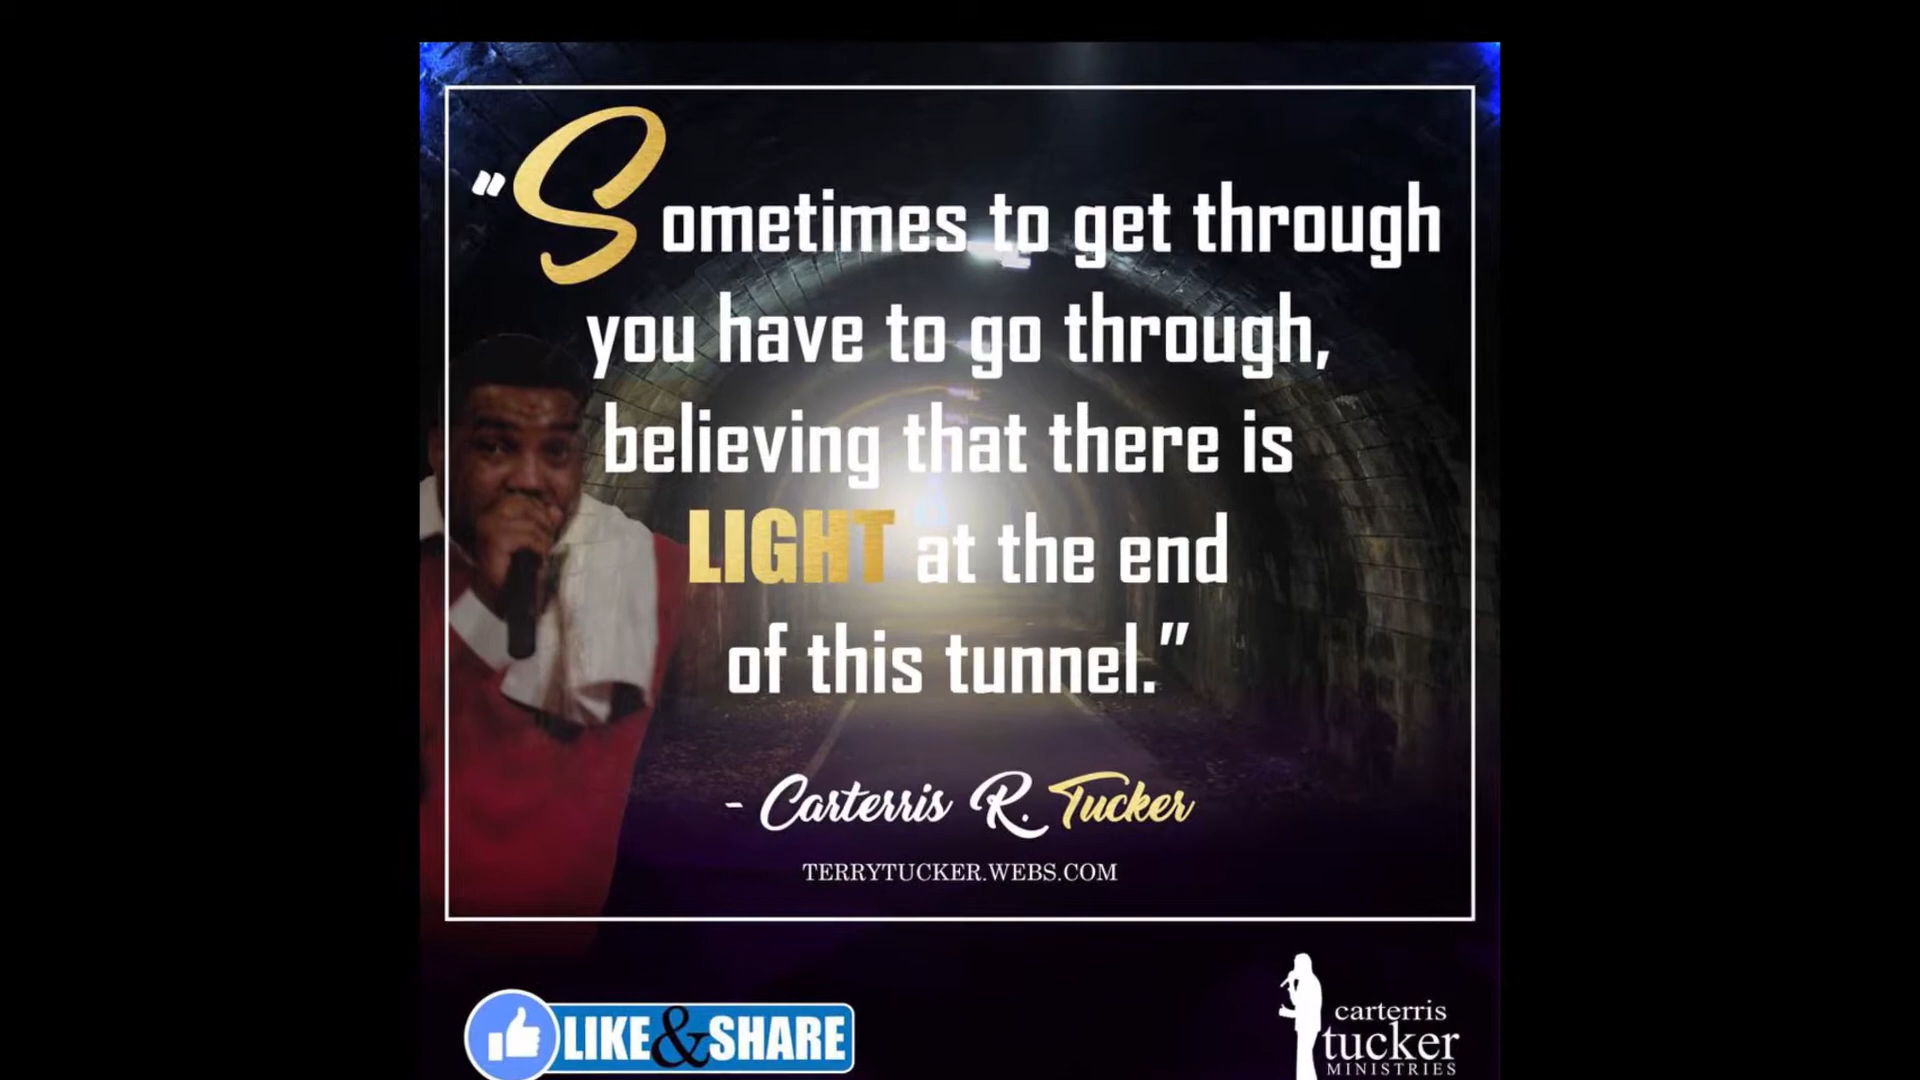 "Sometimes to get through
you have to go through,
believing that there is
LIGHT at the end
of this tunnel."
- Carterris R. Tucker
TERRYTUCKER.WEBS.COM
LIKE&SHARE
carterris
tucker
MINISTRIES